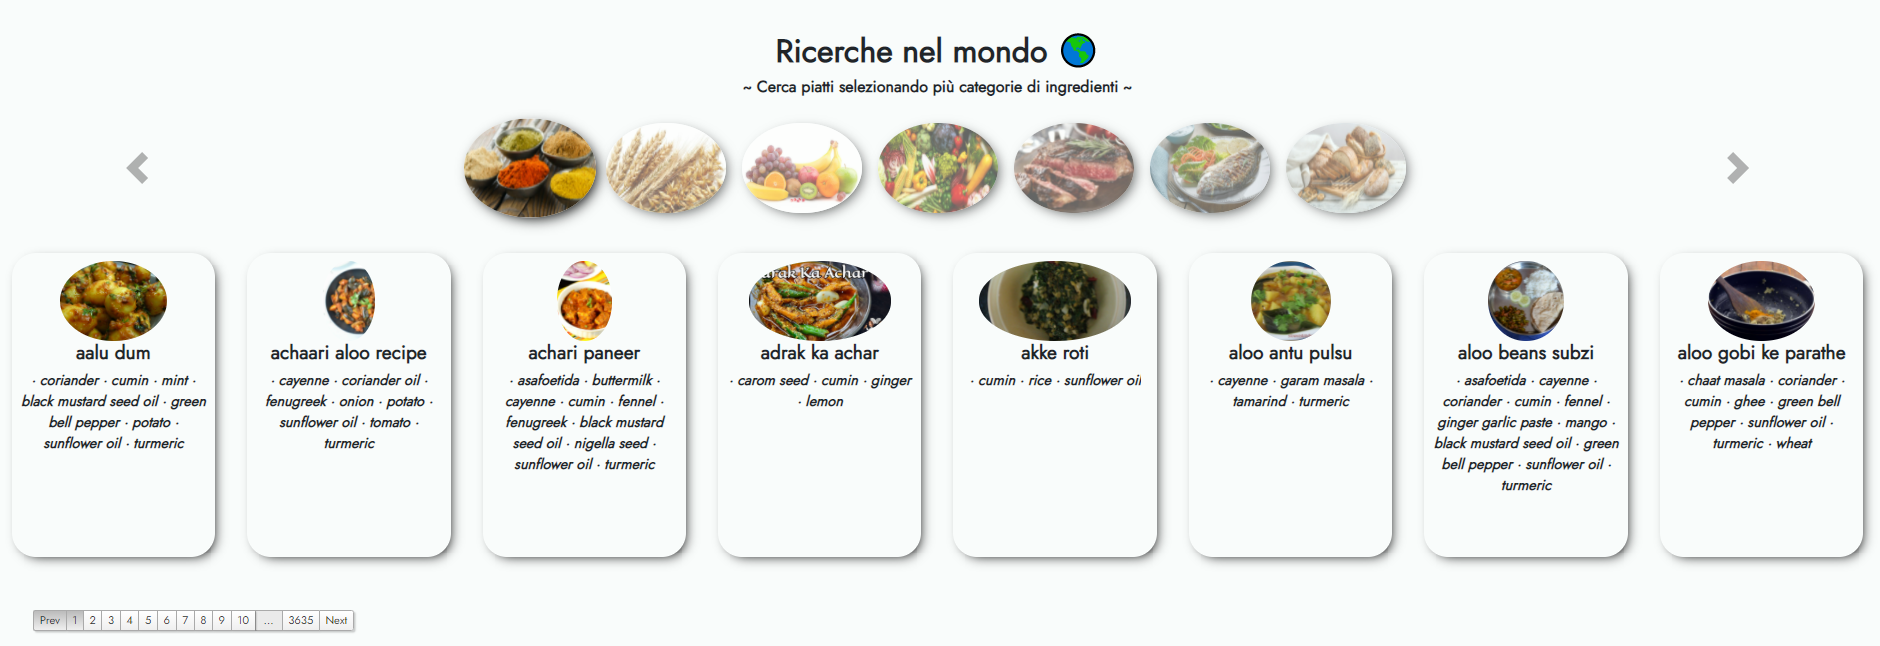 Ricerche nel mondo
~ Cerca piatti selezionando più categorie di ingredienti ~
Ka Achar
aalu dum
· coriander · cumin · mint ·
black mustard seed oil · green
bell pepper · potato ·
sunflower oil · turmeric
achaari aloo recipe
· cayenne · coriander oil ·
fenugreek · onion · potato ·
sunflower oil · tomato ·
turmeric
achari paneer
· asafoetida · buttermilk ·
cayenne · cumin · fennel ·
fenugreek · black mustard
seed oil · nigella seed ·
sunflower oil · turmeric
adrak ka achar
· carom seed · cumin · ginger
· lemon
akke roti
· cumin · rice · sunflower oil
aloo antu pulsu
· cayenne · garam masala ·
tamarind · turmeric
aloo beans subzi
· asafoetida · cayenne ·
coriander · cumin · fennel ·
ginger garlic paste · mango ·
black mustard seed oil · green
bell pepper · sunflower oil ·
turmeric
aloo gobi ke parathe
· chaat masala · coriander ·
cumin · ghee · green bell
pepper · sunflower oil ·
turmeric · wheat
Prev 1 2 3 4 5 6 7 8 9 10 ... 3635 Next